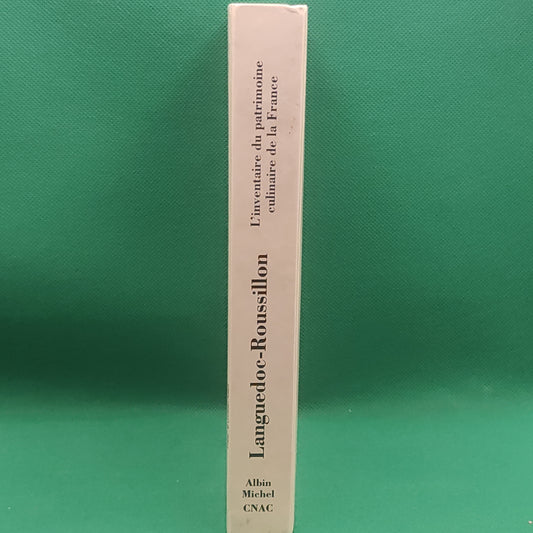 Languedoc-Roussillon
L'inventaire du patrimoine
culinaire de la France
Albin
Michel
CNAC